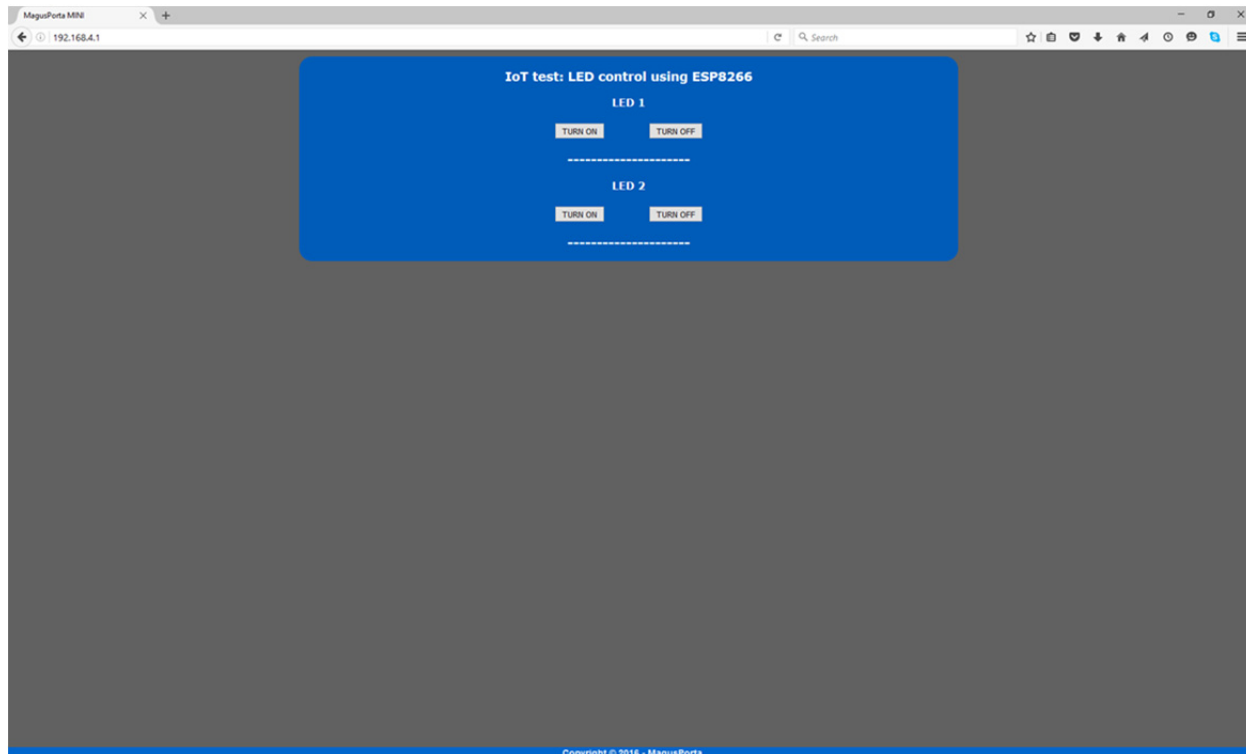 MagusPorta MINI
192.168.4.1
Search
IoT test: LED control using ESP8266
LED 1
TURN ON TURN OFF
---------------------
LED 2
TURN ON TURN OFF
---------------------
Copyright © 2016 - MagusPorta